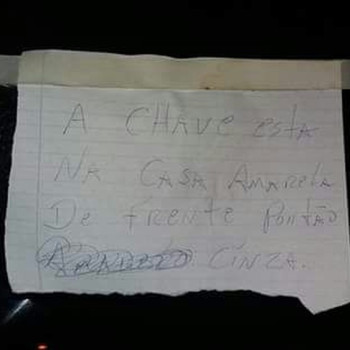 A CHAVE estA
NA CASA AMARelA
De FReNte PoRtÃo
CINZA.